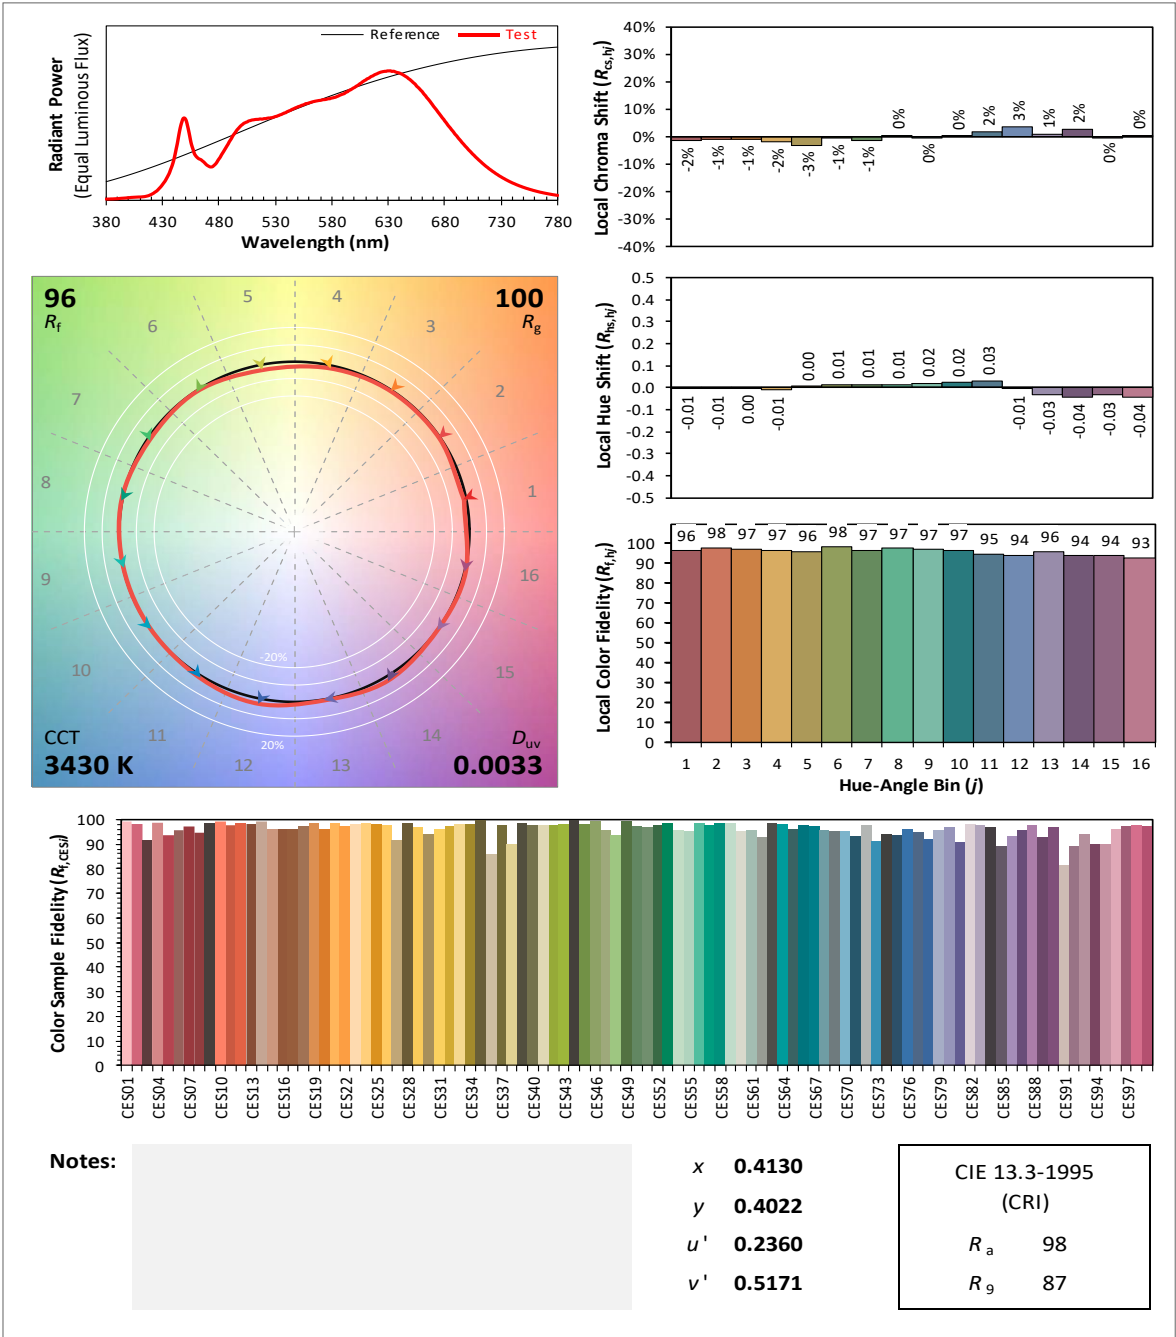 Reference
Test
Radiant Power
(Equal Luminous Flux)
380 430 480 530 580 630 680 730 780
Wavelength (nm)
Local Chroma Shift (Rcs,hj)
40%
30%
20%
10%
0%
-10%
-20%
-30%
-40%
-2% -1% -1% -2% -3% -1% -1% 0% 0% 0% 2% 3% 1% 2% 0% 0%
96
Rf
100
Rg
1
2
3
4
5
6
7
8
9
10
11
12
13
14
15
16
-20%
20%
CCT
3430 K
Duv
0.0033
Local Hue Shift (Rhs,hj)
0.5
0.4
0.3
0.2
0.1
0.0
-0.1
-0.2
-0.3
-0.4
-0.5
-0.01 -0.01 0.00 -0.01 0.00 0.01 0.01 0.01 0.02 0.02 0.03 -0.01 -0.03 -0.04 -0.03 -0.04
Local Color Fidelity (Rf,hj)
100
90
80
70
60
50
40
30
20
10
0
96 98 97 97 96 98 97 97 97 97 95 94 96 94 94 93
1 2 3 4 5 6 7 8 9 10 11 12 13 14 15 16
Hue-Angle Bin (j)
Color Sample Fidelity (Rf,CESi)
100
90
80
70
60
50
40
30
20
10
0
CES01 CES04 CES07 CES10 CES13 CES16 CES19 CES22 CES25 CES28 CES31 CES34 CES37 CES40 CES43 CES46 CES49 CES52 CES55 CES58 CES61 CES64 CES67 CES70 CES73 CES76 CES79 CES82 CES85 CES88 CES91 CES94 CES97
Notes:
x 0.4130
y 0.4022
u' 0.2360
v' 0.5171
CIE 13.3-1995
(CRI)
Ra 98
R9 87